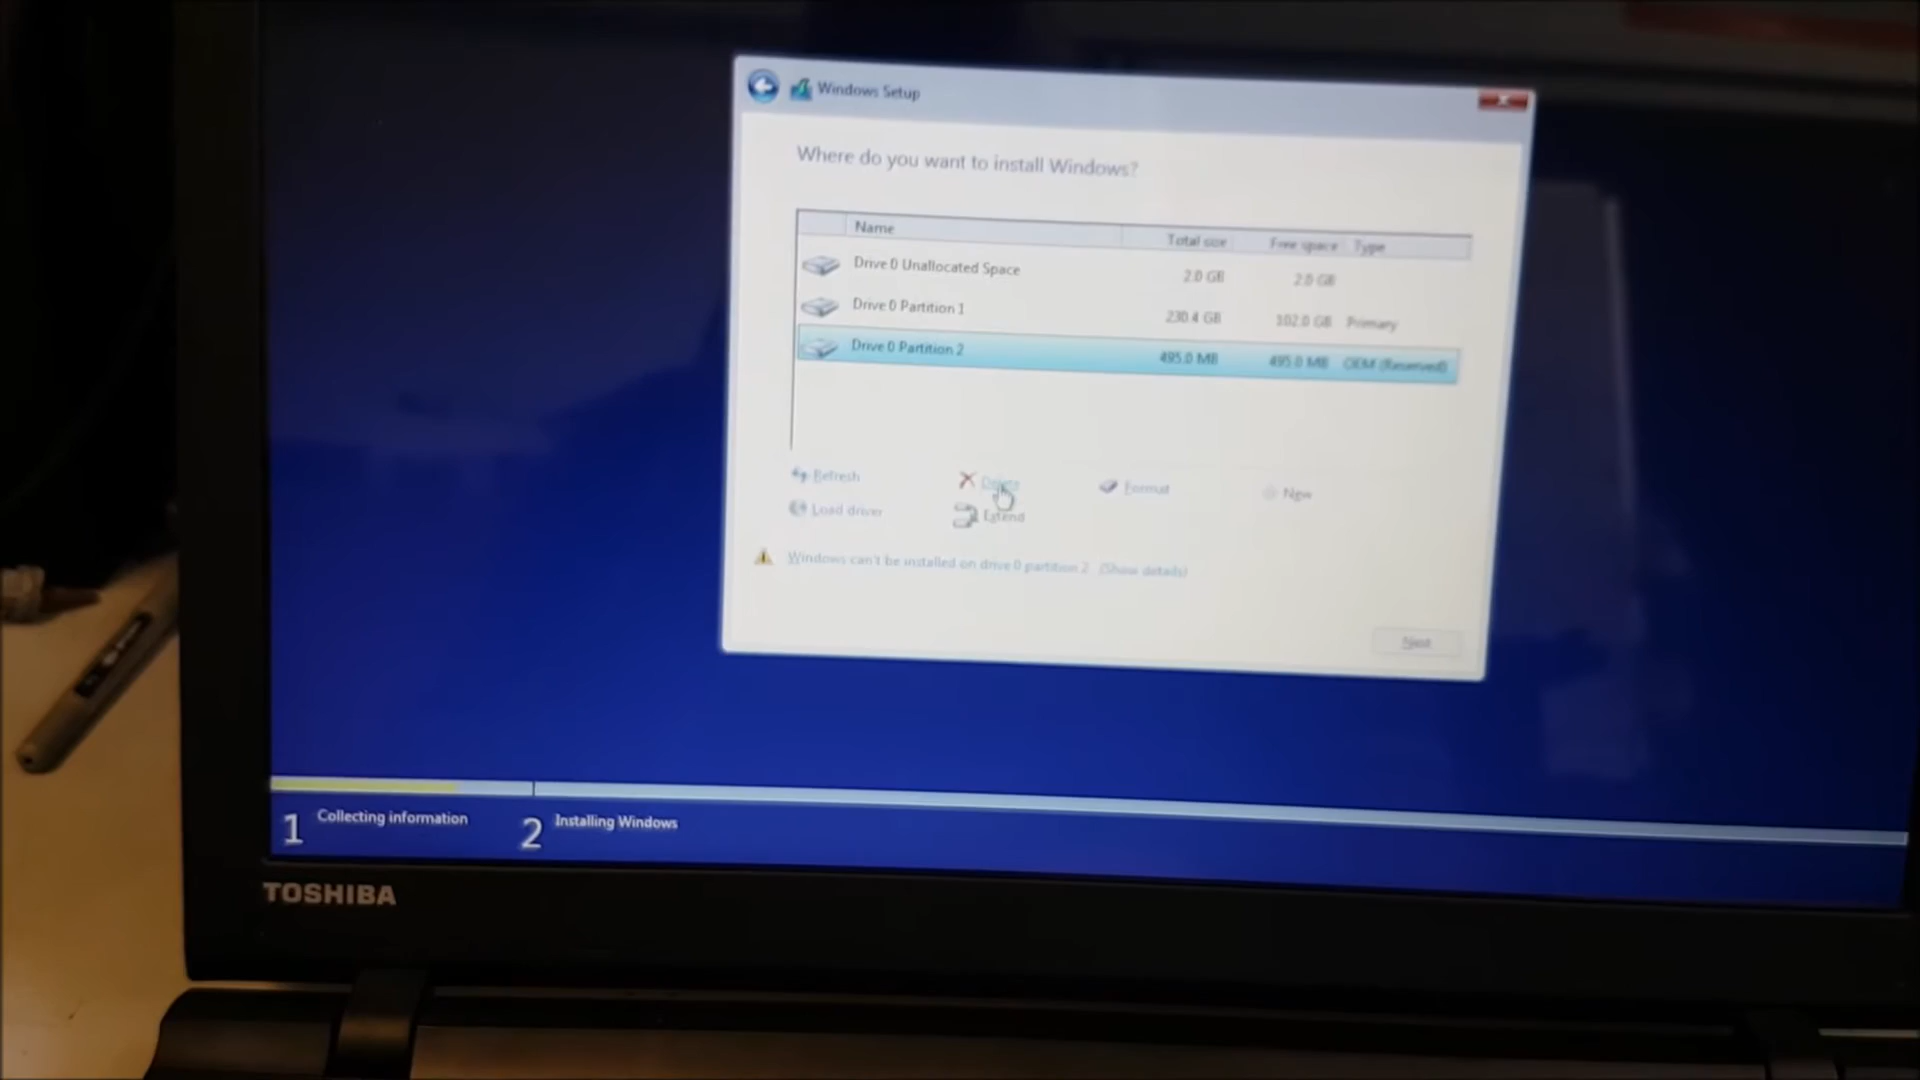 Windows Setup
Where do you want to install Windows?
Name Total size Free space Type
Drive 0 Unallocated Space 2.0 GB 2.0 GB
Drive 0 Partition 1 230.4 GB 102.0 GB Primary
Drive 0 Partition 2 495.0 MB 495.0 MB OEM (Reserved)
Refresh Delete Format New
Load driver Extend
Windows can't be installed on drive 0 partition 2. (Show details)
Next
1 Collecting information 2 Installing Windows
TOSHIBA